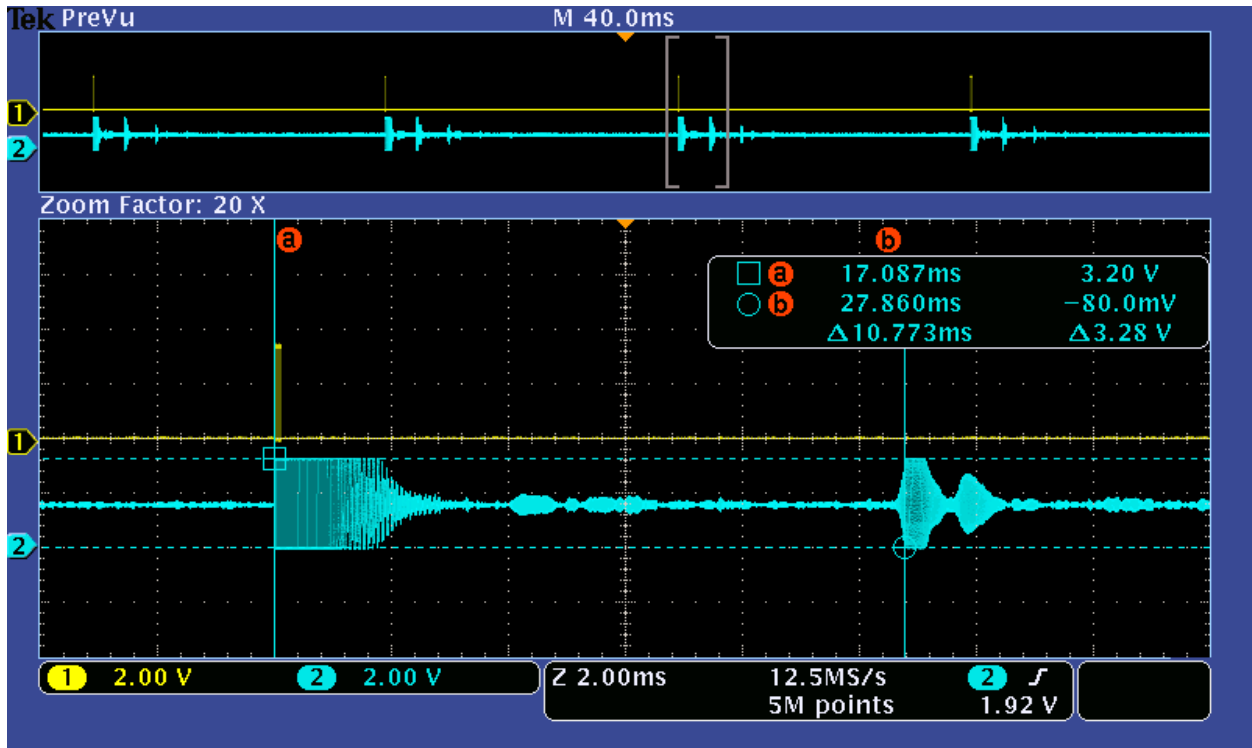 Tek PreVu M 40.0ms
1
2
Zoom Factor: 20 X
a b
a 17.087ms 3.20 V
b 27.860ms −80.0mV
Δ10.773ms Δ3.28 V
1
2
1 2.00 V 2 2.00 V Z 2.00ms 12.5MS/s 2
5M points 1.92 V